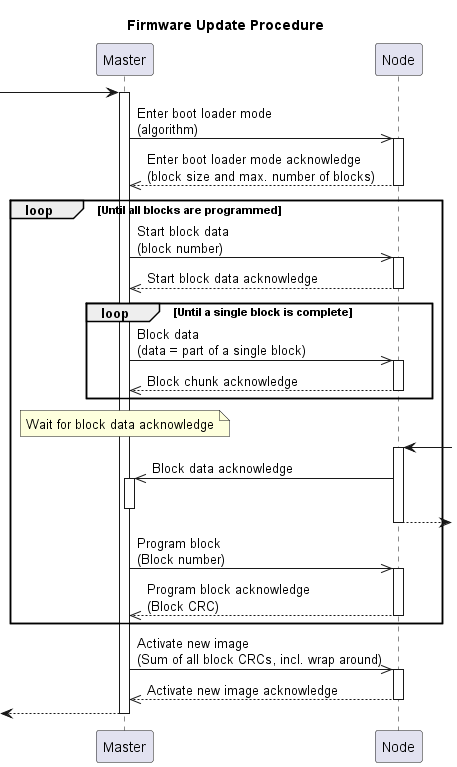 Firmware Update Procedure
Master
Node
Enter boot loader mode
(algorithm)
Enter boot loader mode acknowledge
(block size and max. number of blocks)
loop
[Until all blocks are programmed]
Start block data
(block number)
Start block data acknowledge
loop
[Until a single block is complete]
Block data
(data = part of a single block)
Block chunk acknowledge
Wait for block data acknowledge
Block data acknowledge
Program block
(Block number)
Program block acknowledge
(Block CRC)
Activate new image
(Sum of all block CRCs, incl. wrap around)
Activate new image acknowledge
Master
Node